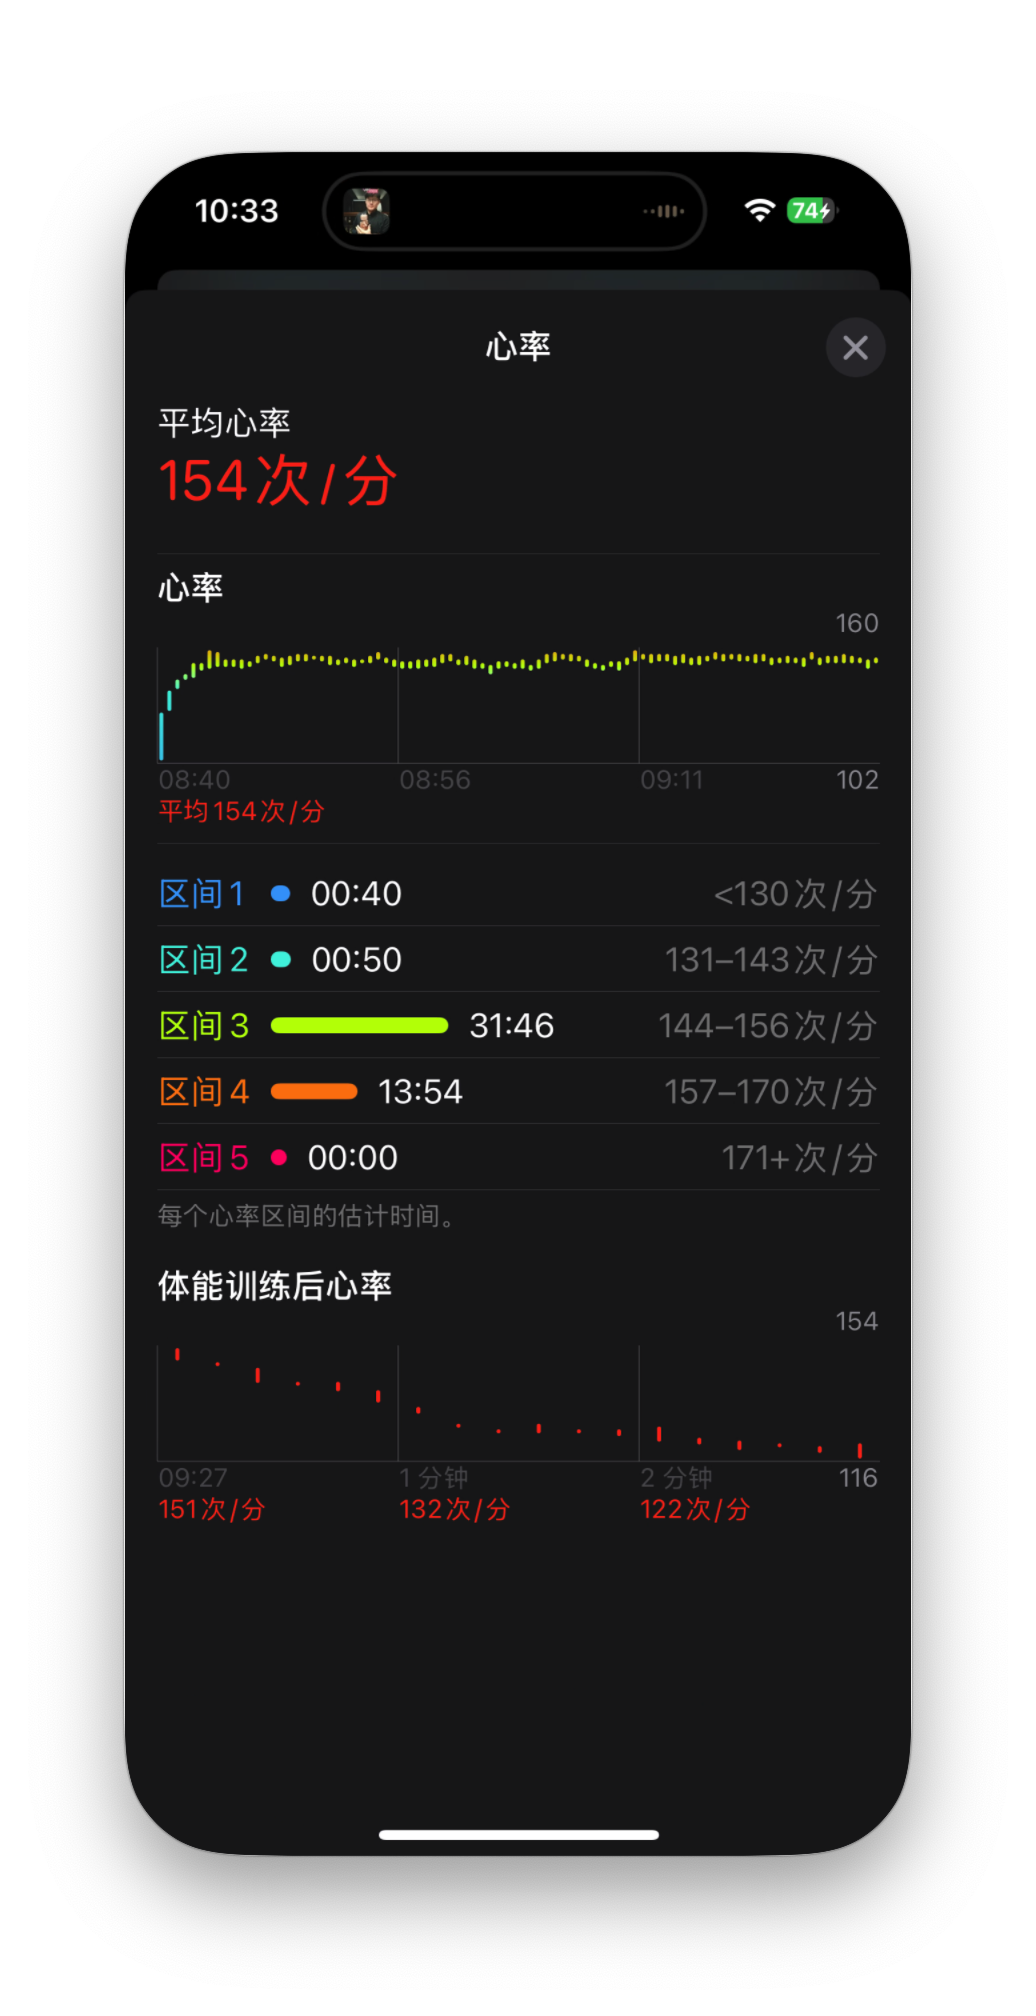 10:33
74
心率
平均心率
154次/分
心率
160
08:40 08:56 09:11 102
平均154次/分
区间1 00:40 <130次/分
区间2 00:50 131–143次/分
区间3 31:46 144–156次/分
区间4 13:54 157–170次/分
区间5 00:00 171+次/分
每个心率区间的估计时间。
体能训练后心率
154
09:27 1 分钟 2 分钟 116
151次/分 132次/分 122次/分